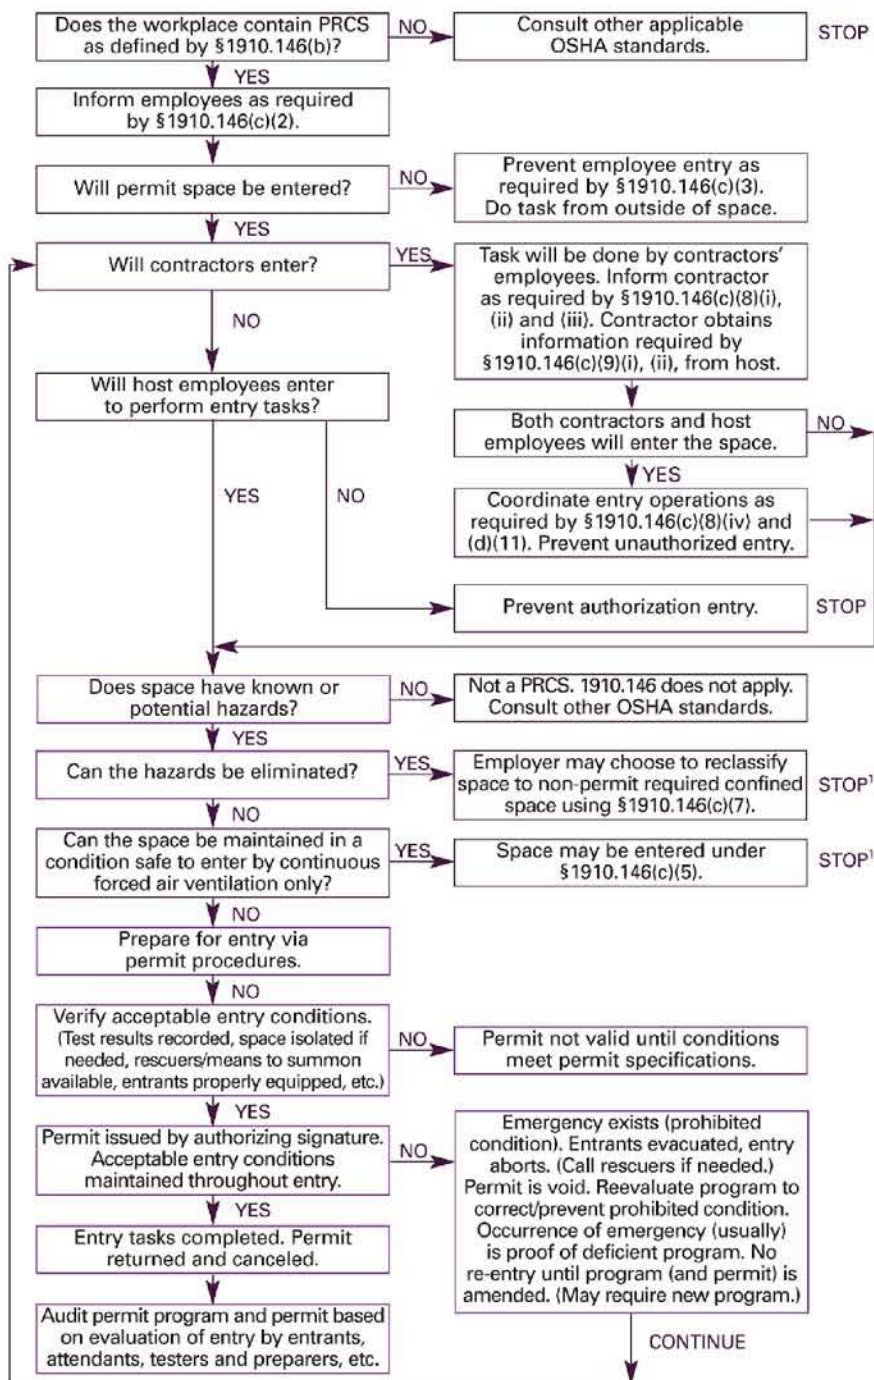 Does the workplace contain PRCS
as defined by §1910.146(b)?
NO
Consult other applicable
OSHA standards.
STOP
YES
Inform employees as required
by §1910.146(c)(2).
Will permit space be entered?
NO
Prevent employee entry as
required by §1910.146(c)(3).
Do task from outside of space.
YES
Will contractors enter?
YES
Task will be done by contractors'
employees. Inform contractor
as required by §1910.146(c)(8)(i),
(ii) and (iii). Contractor obtains
information required by
§1910.146(c)(9)(i), (ii), from host.
NO
Will host employees enter
to perform entry tasks?
Both contractors and host
employees will enter the space.
NO
YES
YES
NO
Coordinate entry operations as
required by §1910.146(c)(8)(iv) and
(d)(11). Prevent unauthorized entry.
Prevent authorization entry.
STOP
Does space have known or
potential hazards?
NO
Not a PRCS. 1910.146 does not apply.
Consult other OSHA standards.
YES
Can the hazards be eliminated?
YES
Employer may choose to reclassify
space to non-permit required confined
space using §1910.146(c)(7).
STOP¹
NO
Can the space be maintained in a
condition safe to enter by continuous
forced air ventilation only?
YES
Space may be entered under
§1910.146(c)(5).
STOP¹
NO
Prepare for entry via
permit procedures.
NO
Verify acceptable entry conditions.
(Test results recorded, space isolated if
needed, rescuers/means to summon
available, entrants properly equipped, etc.)
NO
Permit not valid until conditions
meet permit specifications.
YES
Permit issued by authorizing signature.
Acceptable entry conditions
maintained throughout entry.
NO
Emergency exists (prohibited
condition). Entrants evacuated, entry
aborts. (Call rescuers if needed.)
Permit is void. Reevaluate program to
correct/prevent prohibited condition.
Occurrence of emergency (usually)
is proof of deficient program. No
re-entry until program (and permit) is
amended. (May require new program.)
YES
Entry tasks completed. Permit
returned and canceled.
Audit permit program and permit based
on evaluation of entry by entrants,
attendants, testers and preparers, etc.
CONTINUE